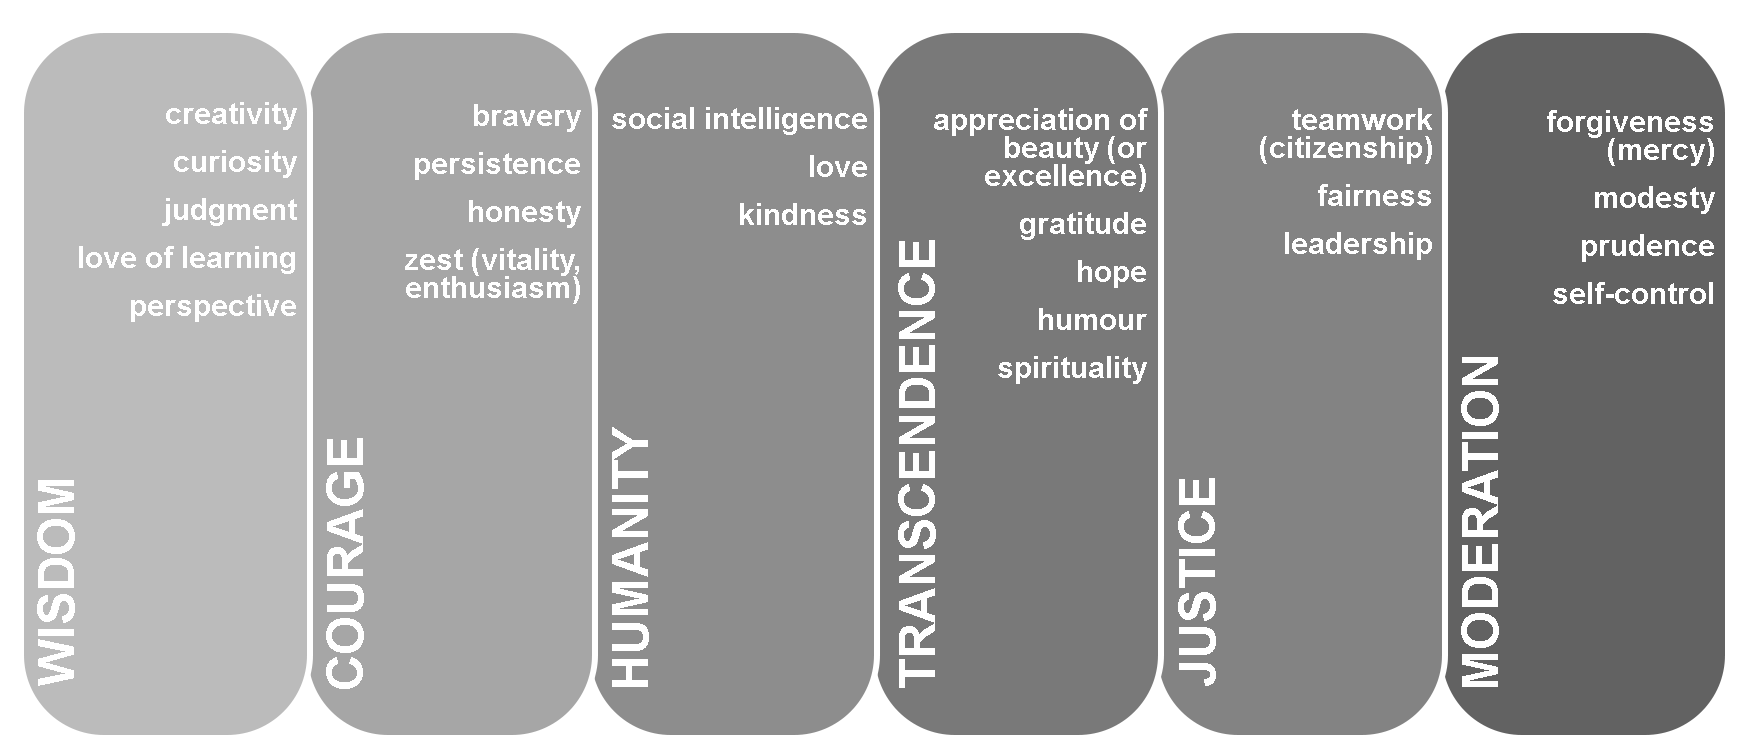 WISDOM
creativity
curiosity
judgment
love of learning
perspective
COURAGE
bravery
persistence
honesty
zest (vitality,
enthusiasm)
HUMANITY
social intelligence
love
kindness
TRANSCENDENCE
appreciation of
beauty (or
excellence)
gratitude
hope
humour
spirituality
JUSTICE
teamwork
(citizenship)
fairness
leadership
MODERATION
forgiveness
(mercy)
modesty
prudence
self-control